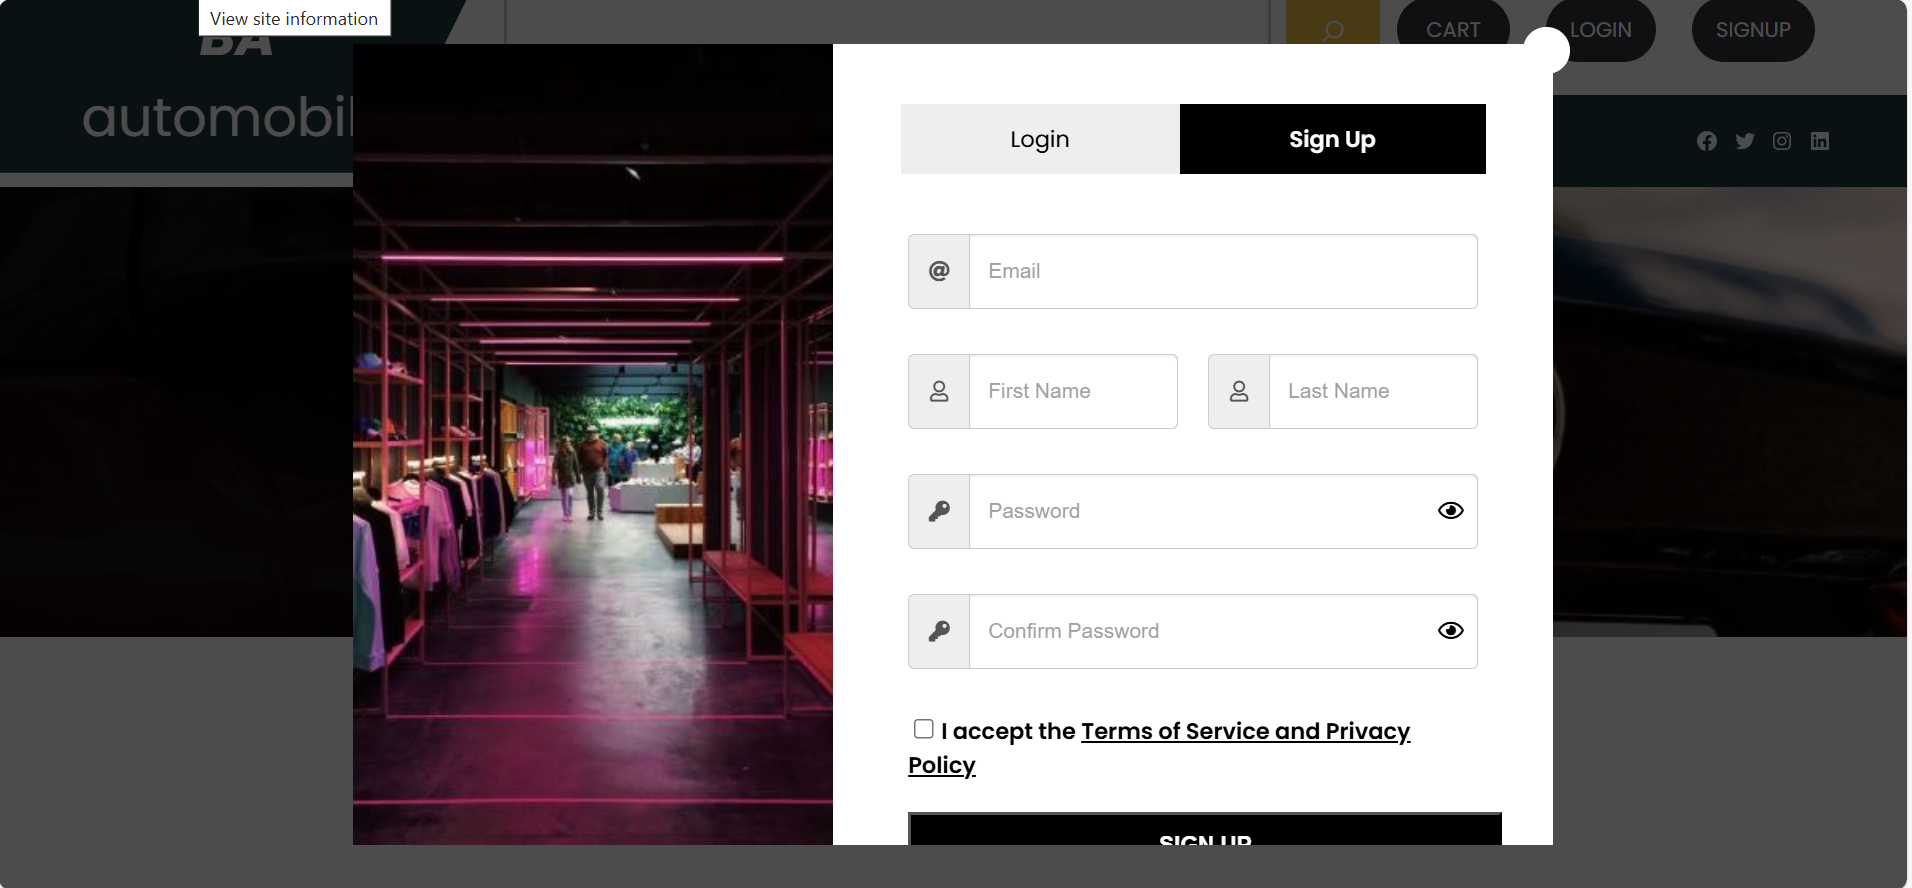 View site information
BA
CART
LOGIN
SIGNUP
automobil
Login
Sign Up
@
Email
First Name
Last Name
Password
Confirm Password
I accept the Terms of Service and Privacy
Policy
SIGN UP